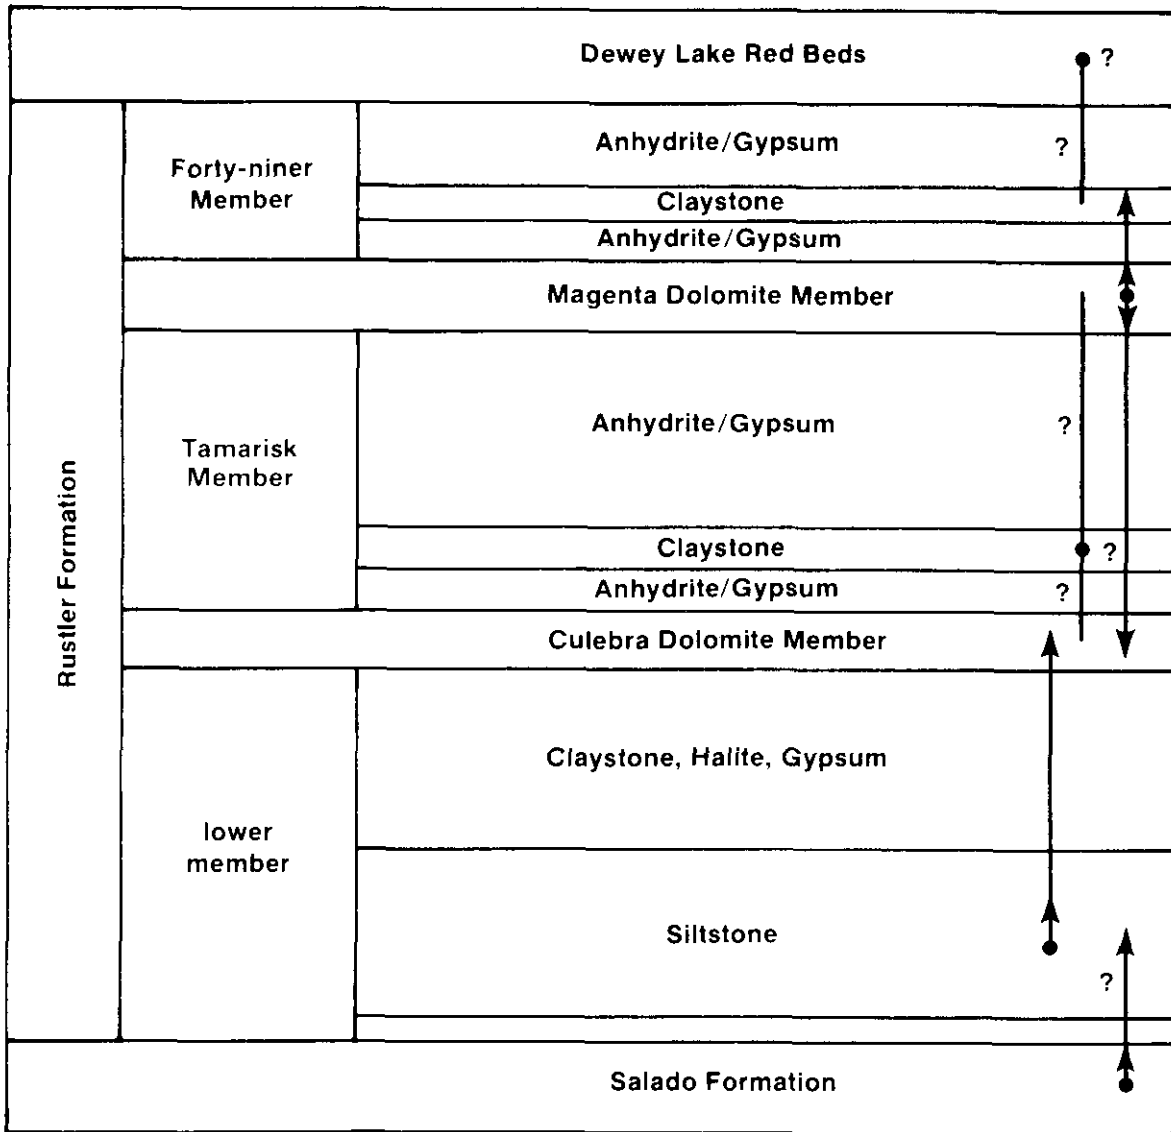 Dewey Lake Red Beds
?
Rustler Formation
Forty-niner
Member
Anhydrite/Gypsum
?
Claystone
Anhydrite/Gypsum
Magenta Dolomite Member
Tamarisk
Member
Anhydrite/Gypsum
?
Claystone
?
Anhydrite/Gypsum
?
Culebra Dolomite Member
lower
member
Claystone, Halite, Gypsum
Siltstone
?
Salado Formation